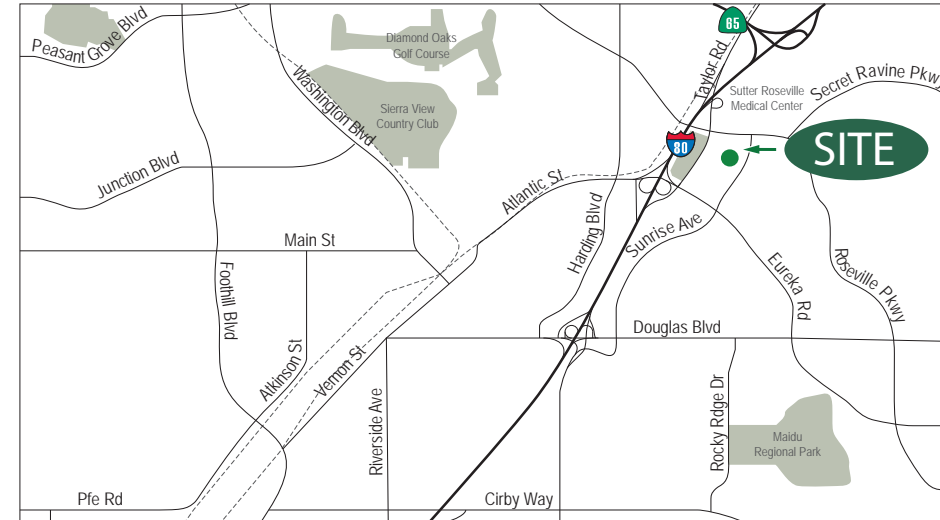 65
Peasant Grove Blvd
Diamond Oaks
Golf Course
Taylor Rd
Washington Blvd
Sutter Roseville
Medical Center
Secret Ravine Pkwy
Sierra View
Country Club
80
SITE
Junction Blvd
Atlantic St
Harding Blvd
Sunrise Ave
Main St
Foothill Blvd
Eureka Rd
Roseville Pkwy
Douglas Blvd
Atkinson St
Vernon St
Riverside Ave
Rocky Rdge Dr
Maidu
Regional Park
Pfe Rd
Cirby Way